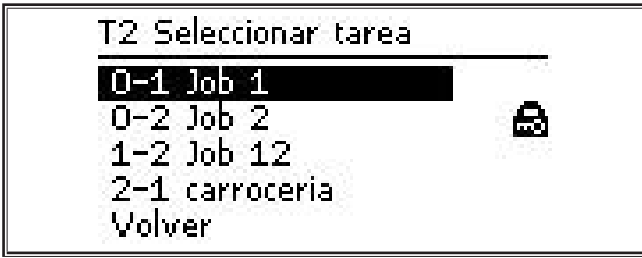 T2 Seleccionar tarea
0-1 Job 1
0-2 Job 2
1-2 Job 12
2-1 carroceria
Volver